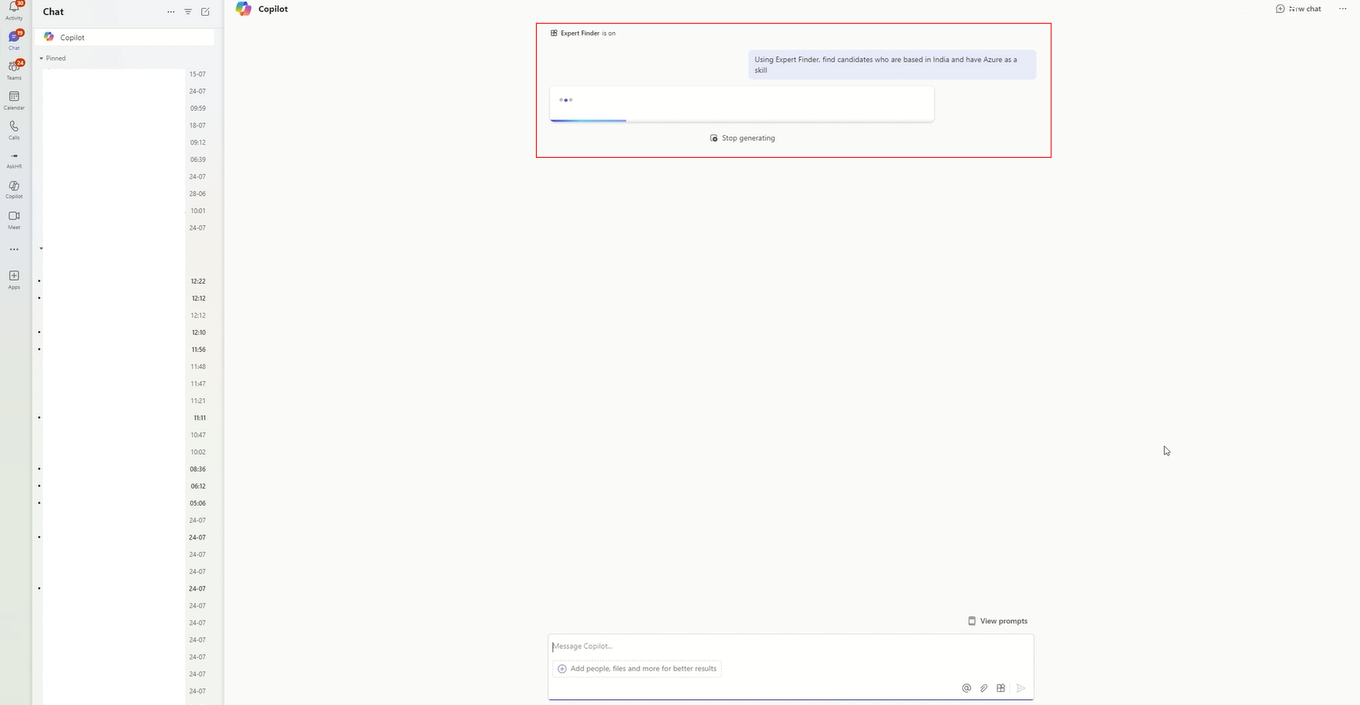 30
Activity
19
Chat
24
Teams
Calendar
Calls
AskHR
Copilot
Meet
Apps
Chat
Copilot
Pinned
15-07
24-07
09:59
18-07
09:12
06:39
24-07
28-06
10:01
24-07
12:22
12:12
12:12
12:10
11:56
11:48
11:47
11:21
11:11
10:47
10:02
08:36
06:12
05:06
24-07
24-07
24-07
24-07
24-07
24-07
24-07
24-07
24-07
24-07
24-07
Copilot
chat
Expert Finder is on
Using Expert Finder, find candidates who are based in India and have Azure as a
skill
Stop generating
View prompts
Message Copilot...
Add people, files and more for better results